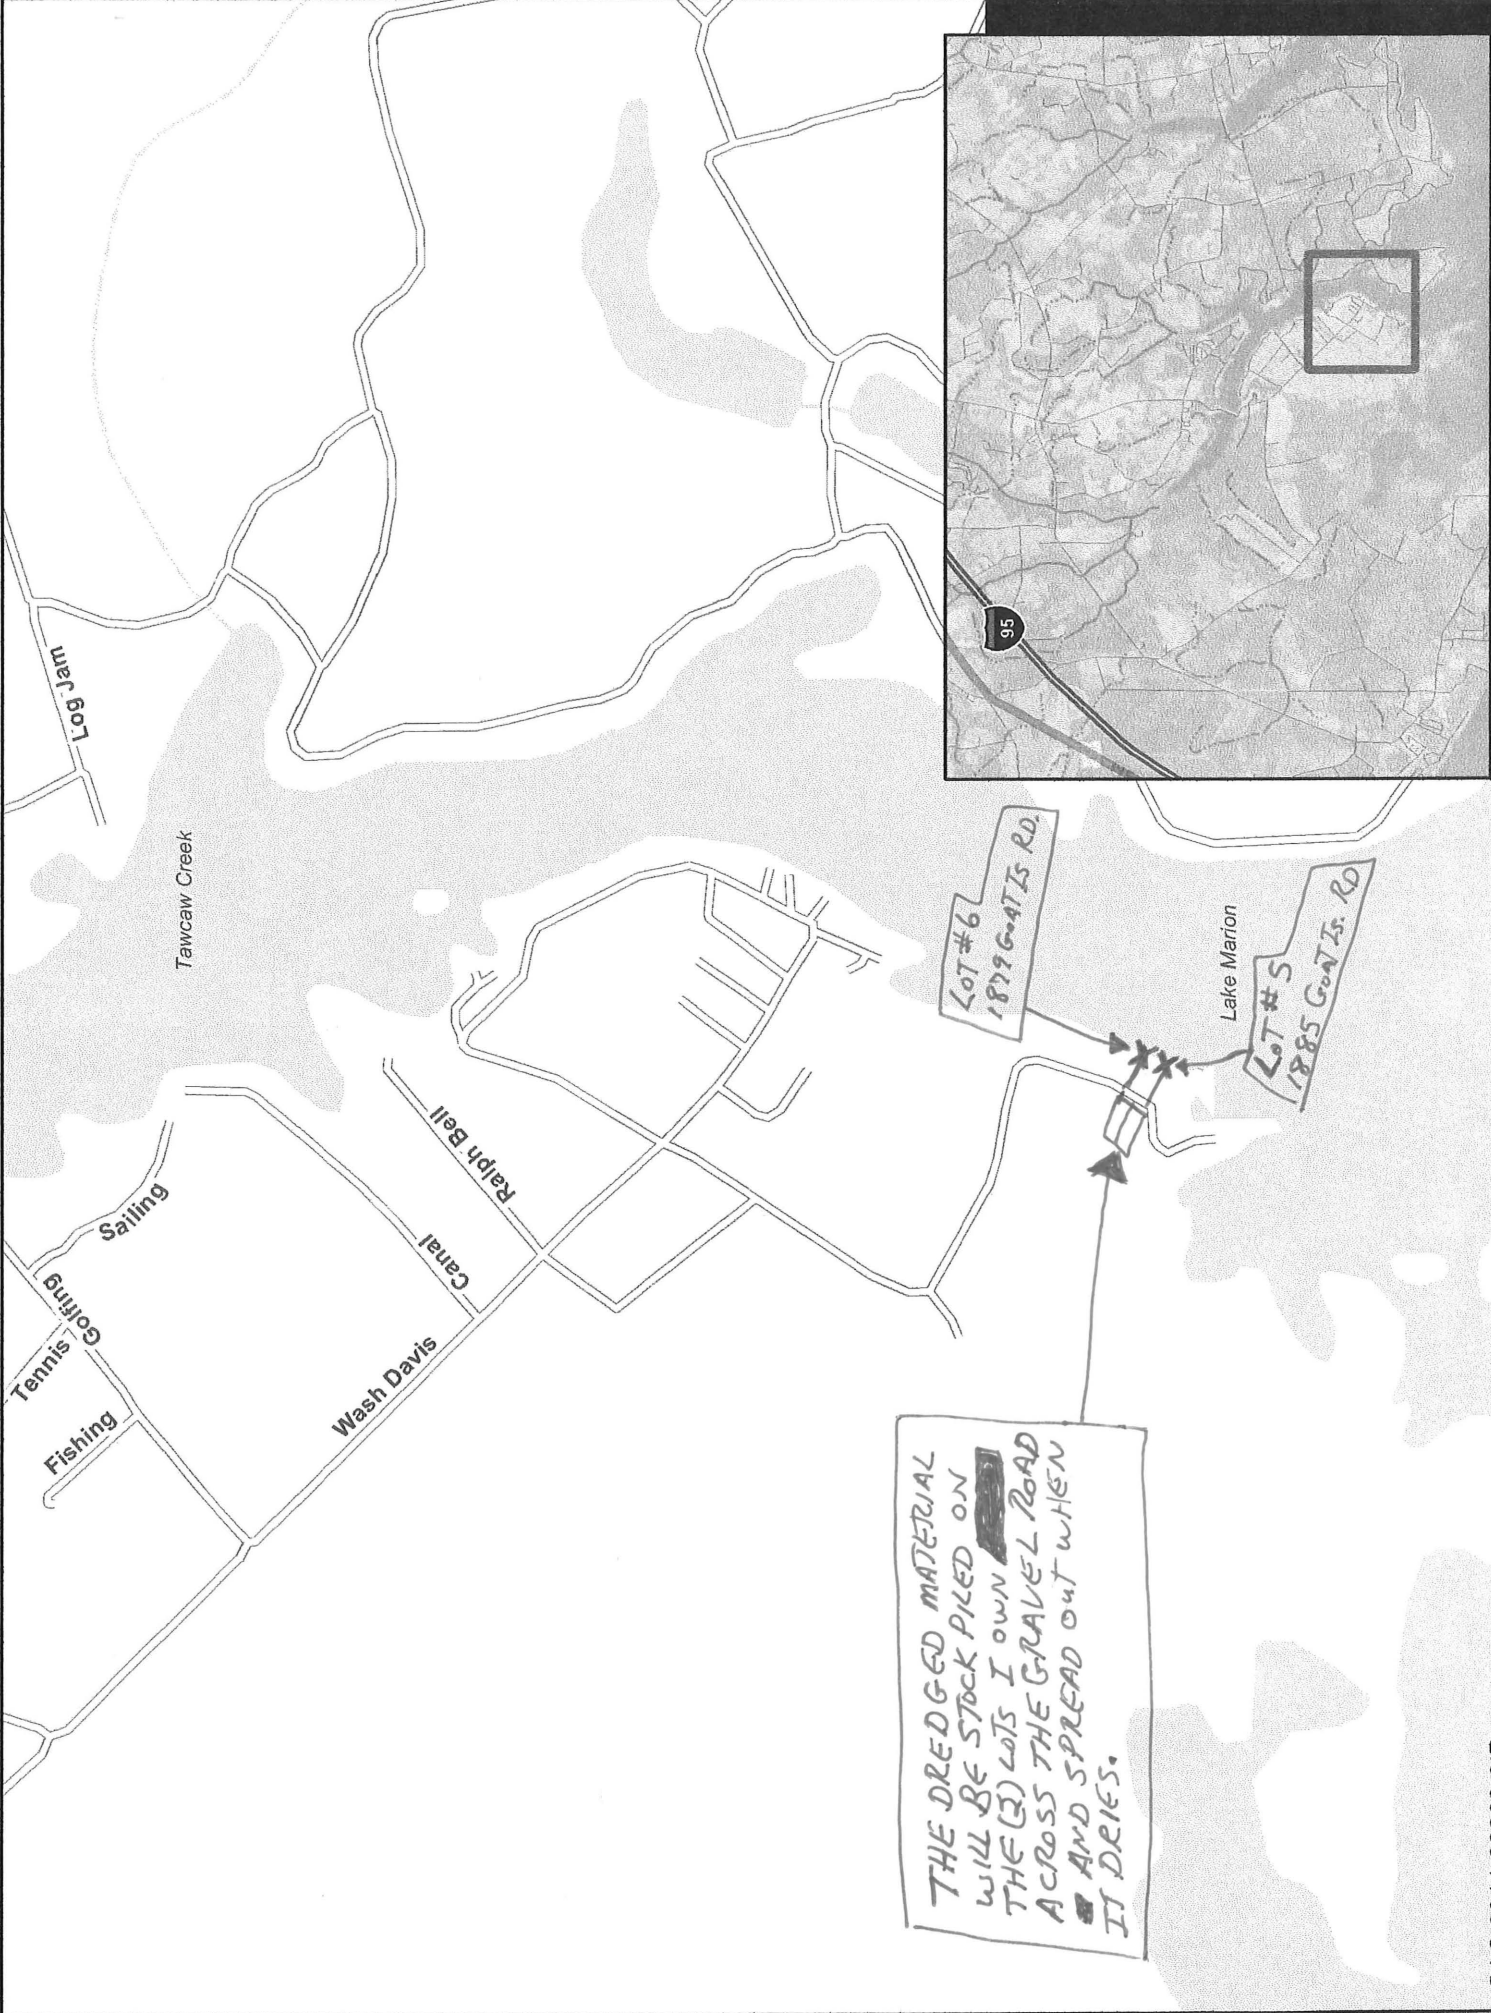 Log Jam
Tawcaw Creek
Sailing
Golfing
Tennis
Fishing
Canal
Ralph Bell
Wash Davis
95
LOT #6
1879 GOAT IS RD.
Lake Marion
LOT # 5
1885 GOAT IS. RD
THE DREDGED MATERIAL
WILL BE STOCK PILED ON
THE (2) LOTS I OWN
ACROSS THE GRAVEL ROAD
AND SPREAD OUT WHEN
IT DRIES.